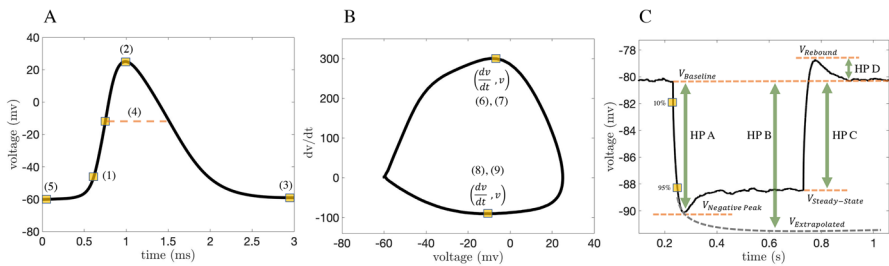 A
voltage (mv)
40
20
0
-20
-40
-60
-80
0
0.5
1
1.5
2
2.5
3
time (ms)
(1)
(2)
(3)
(4)
(5)
B
dv/dt
300
200
100
0
-100
-80
-60
-40
-20
0
20
40
voltage (mv)
(dv/dt, v)
(6), (7)
(8), (9)
(dv/dt, v)
C
voltage (mv)
-78
-80
-82
-84
-86
-88
-90
0.2
0.4
0.6
0.8
1
time (s)
V_Baseline
V_Rebound
HP D
10%
95%
HP A
HP B
HP C
V_Negative Peak
V_Steady-State
V_Extrapolated